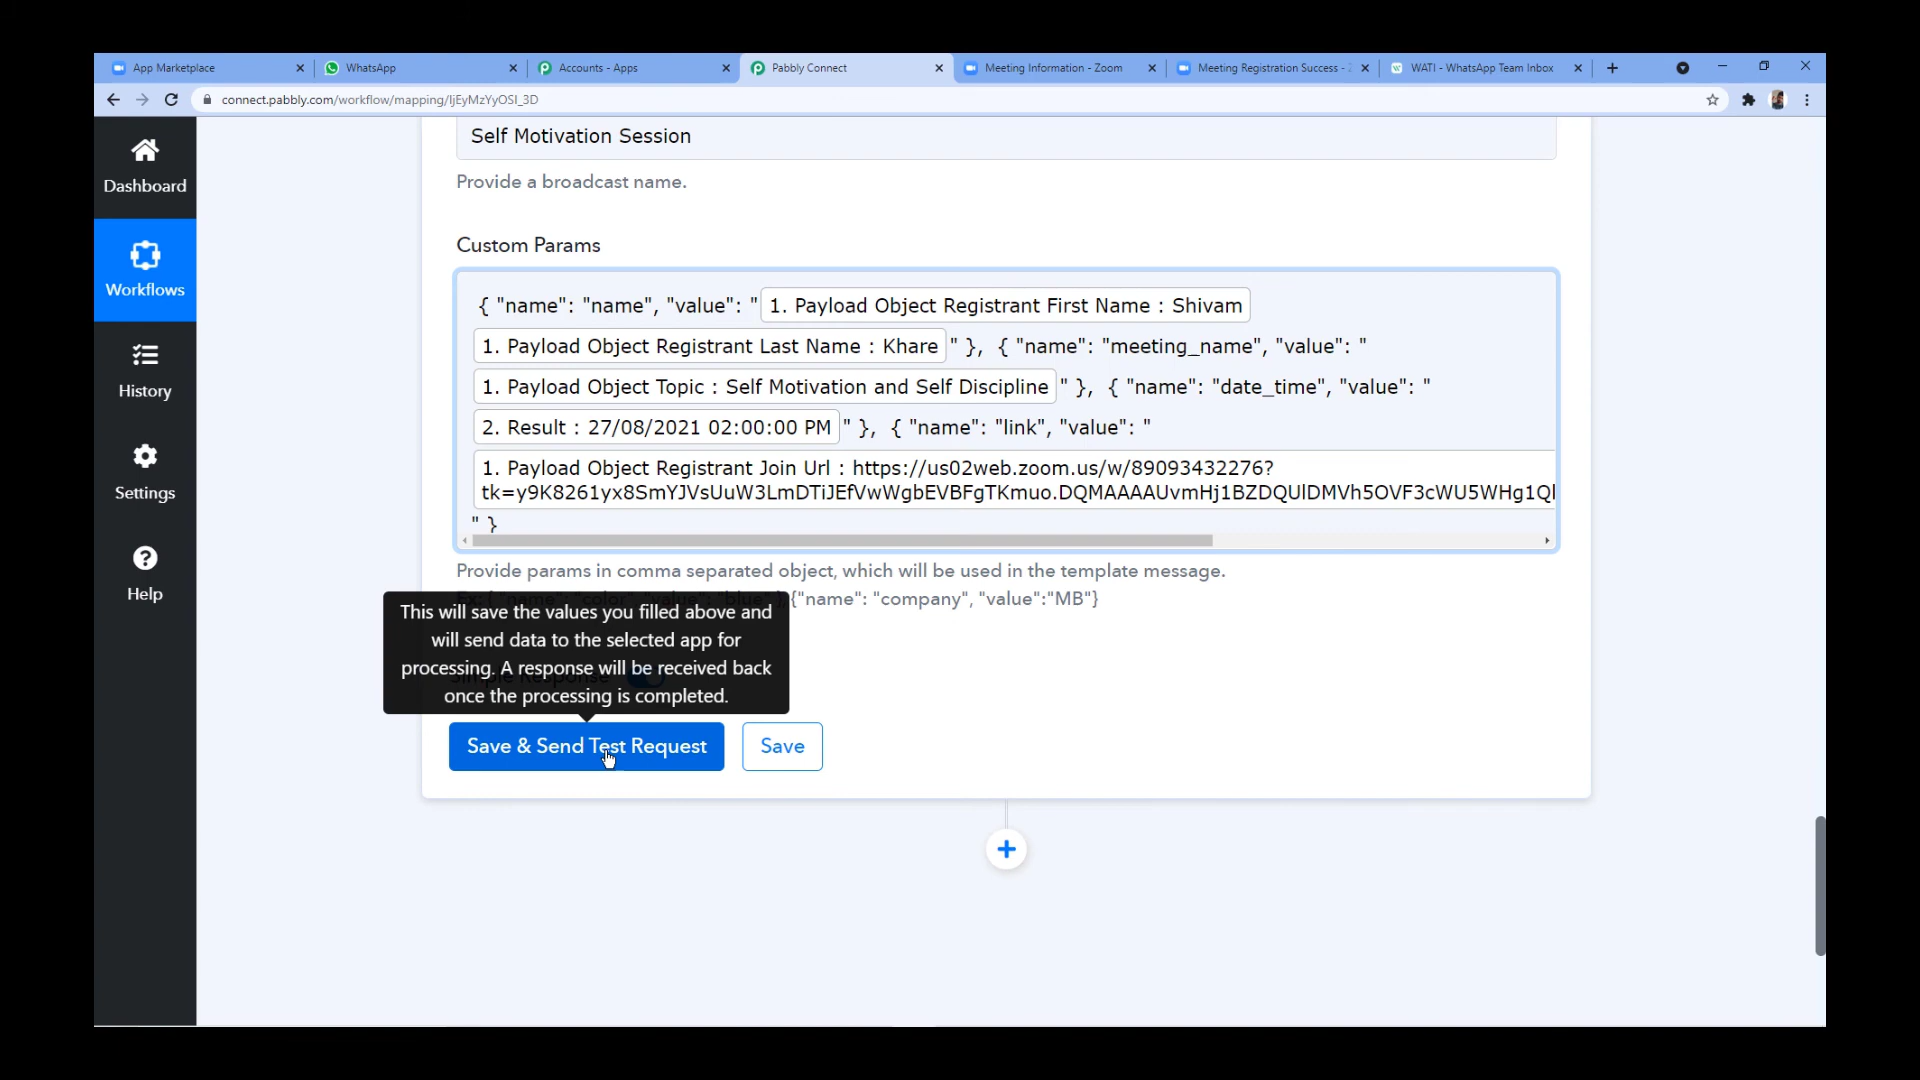 App Marketplace
WhatsApp
Accounts - Apps
Pabbly Connect
Meeting Information - Zoom
Meeting Registration Success -
WATI - WhatsApp Team Inbox
connect.pabbly.com/workflow/mapping/IjEyMzYyOSI_3D
Dashboard
Workflows
History
Settings
Help
Self Motivation Session
Provide a broadcast name.
Custom Params
{ "name": "name", "value": " 1. Payload Object Registrant First Name : Shivam
1. Payload Object Registrant Last Name : Khare " }, { "name": "meeting_name", "value": "
1. Payload Object Topic : Self Motivation and Self Discipline " }, { "name": "date_time", "value": "
2. Result : 27/08/2021 02:00:00 PM " }, { "name": "link", "value": "
1. Payload Object Registrant Join Url : https://us02web.zoom.us/w/89093432276?
tk=y9K8261yx8SmYJVsUuW3LmDTiJEfVwWgbEVBFgTKmuo.DQMAAAAUvmHj1BZDQUlDMVh5OVF3cWU5WHg1Ql
" }
Provide params in comma separated object, which will be used in the template message.
Ex: { "name": "color", "value": "blue" },{"name": "company", "value":"MB"}
This will save the values you filled above and
will send data to the selected app for
processing. A response will be received back
once the processing is completed.
Simple Response
Save & Send Test Request
Save